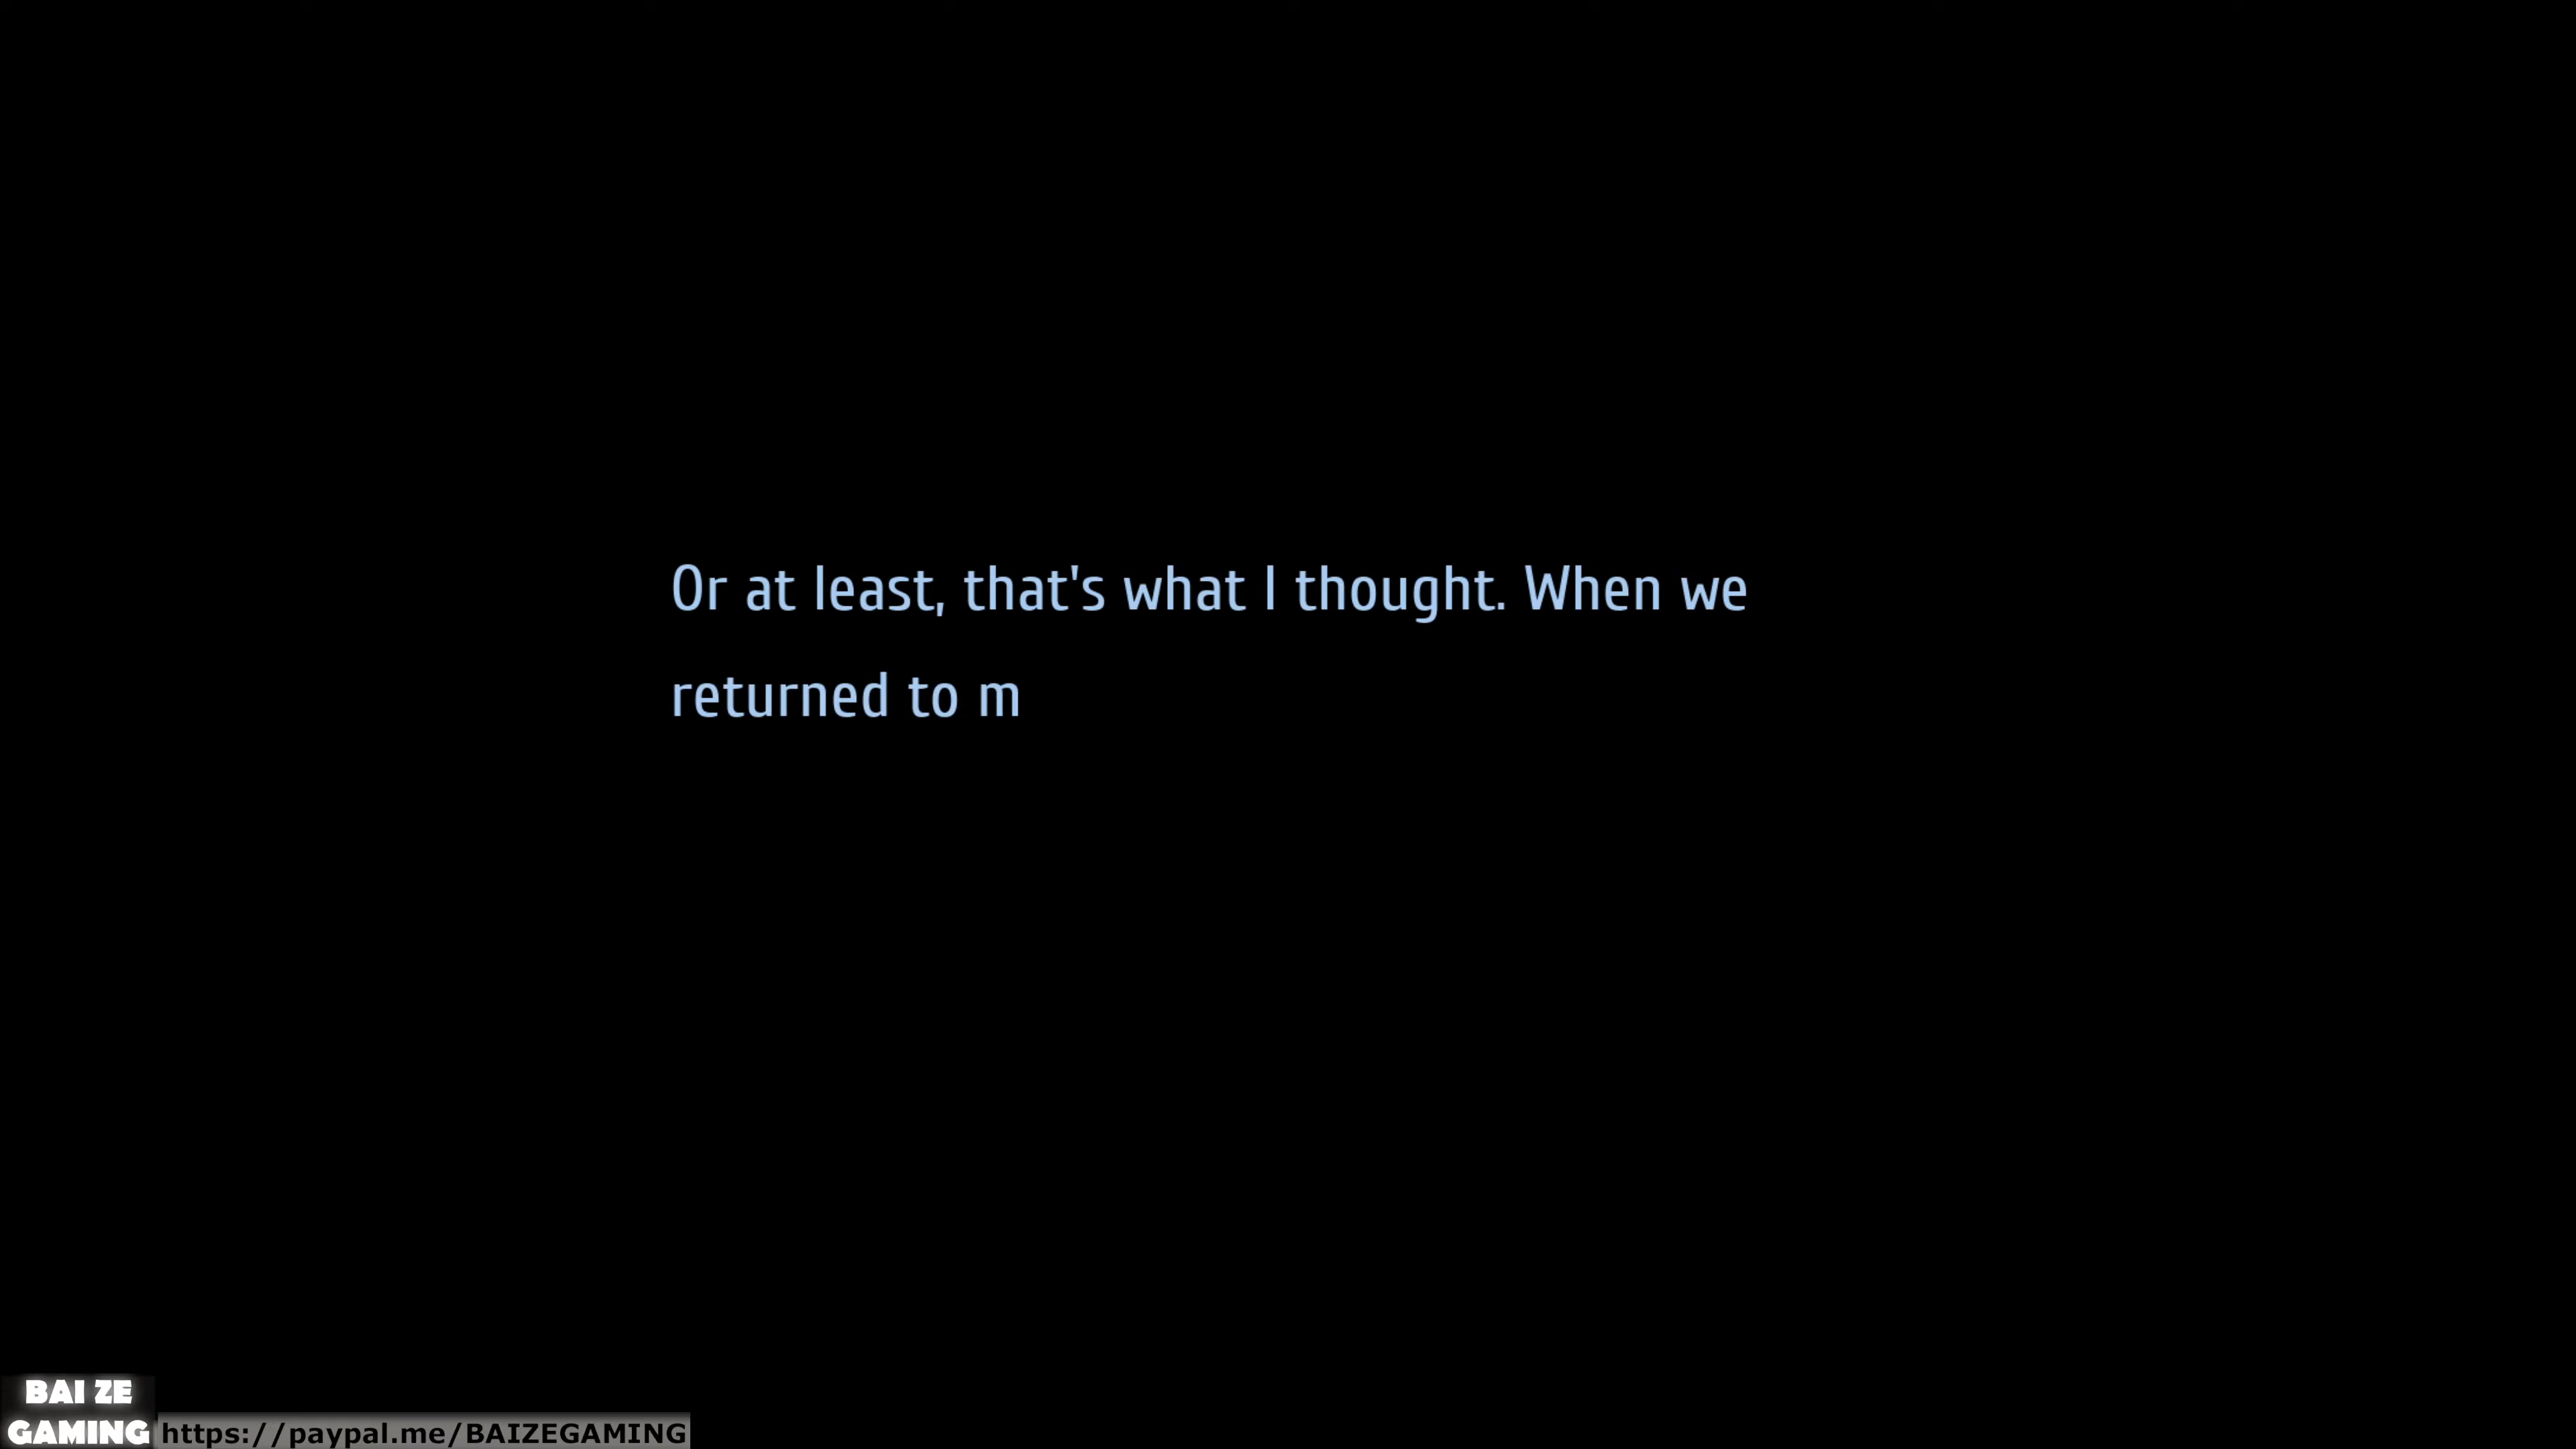 Or at least, that's what I thought. When we
returned to m
BAI ZE
GAMING
https://paypal.me/BAIZEGAMING